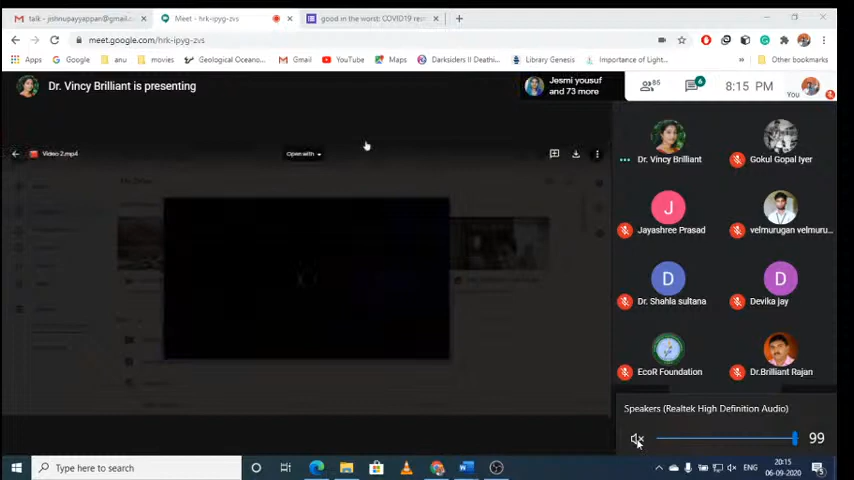 talk - jishnupayyappan@gmail.c
Meet - hrk-ipyg-zvs
good in the worst: COVID19 res
meet.google.com/hrk-ipyg-zvs
Apps
Google
anu
movies
Geological Oceano...
Gmail
YouTube
Maps
Darksiders II Deathi...
Library Genesis
Importance of Light...
»
Other bookmarks
Dr. Vincy Brilliant is presenting
Jesmi yousuf
and 73 more
85
6
8:15 PM
You
Video 2.mp4
Open with
Dr. Vincy Brilliant
Gokul Gopal Iyer
J
Jayashree Prasad
velmurugan velmuru...
D
Dr. Shahla sultana
D
Devika jay
EcoR Foundation
Dr.Brilliant Rajan
Speakers (Realtek High Definition Audio)
99
Type here to search
ENG
20:15
06-09-2020
5